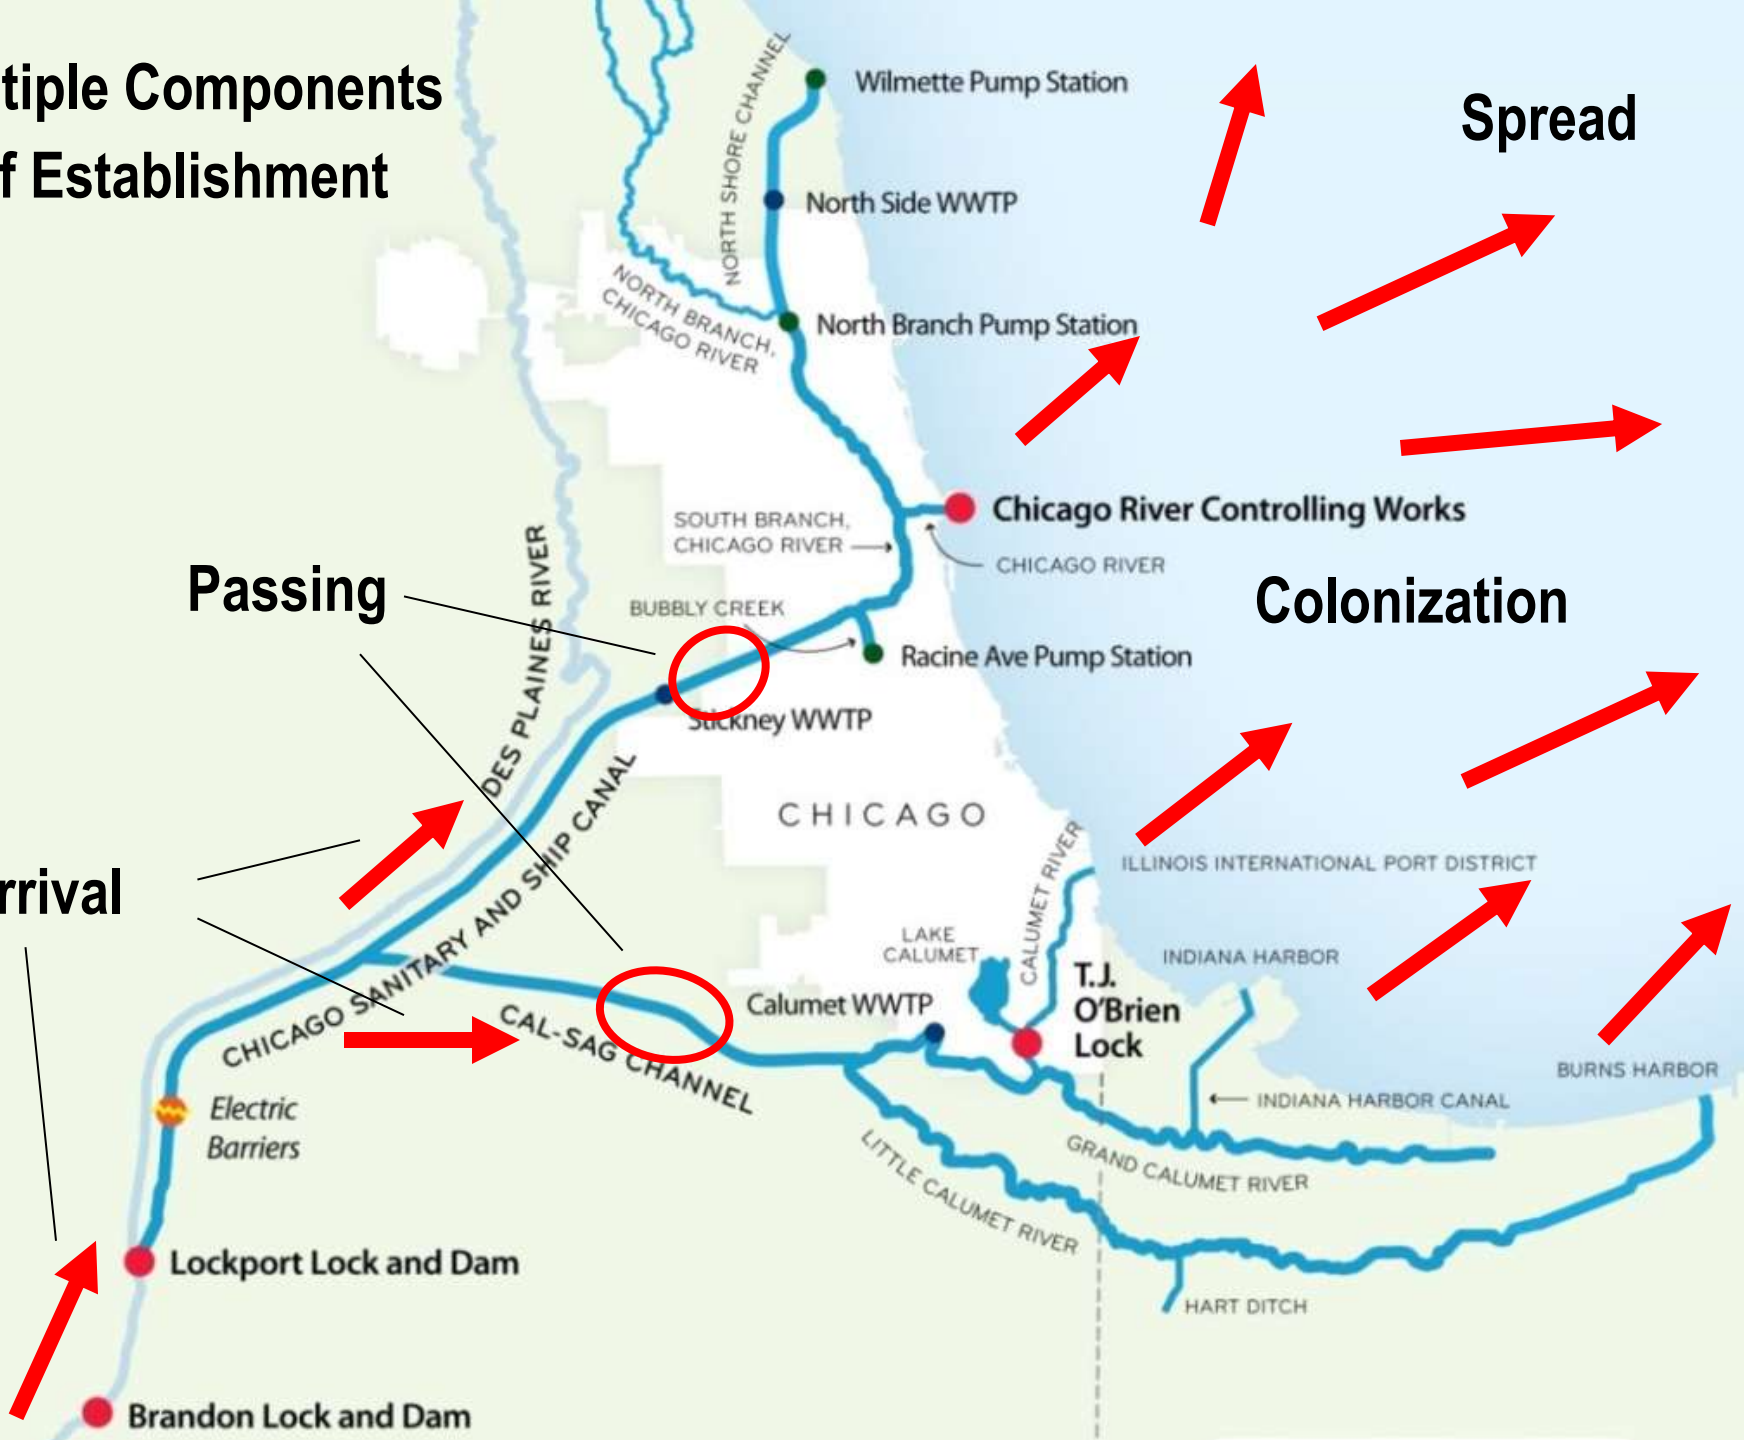 tiple Components
f Establishment
Wilmette Pump Station
Spread
NORTH SHORE CHANNEL
North Side WWTP
NORTH BRANCH,
CHICAGO RIVER
North Branch Pump Station
Chicago River Controlling Works
SOUTH BRANCH,
CHICAGO RIVER
CHICAGO RIVER
Passing
DES PLAINES RIVER
BUBBLY CREEK
Colonization
Racine Ave Pump Station
Stickney WWTP
CHICAGO
CHICAGO SANITARY AND SHIP CANAL
CALUMET RIVER
ILLINOIS INTERNATIONAL PORT DISTRICT
rrival
LAKE
CALUMET
INDIANA HARBOR
T.J.
O'Brien
Lock
Calumet WWTP
CAL-SAG CHANNEL
BURNS HARBOR
Electric
Barriers
INDIANA HARBOR CANAL
GRAND CALUMET RIVER
LITTLE CALUMET RIVER
Lockport Lock and Dam
HART DITCH
Brandon Lock and Dam